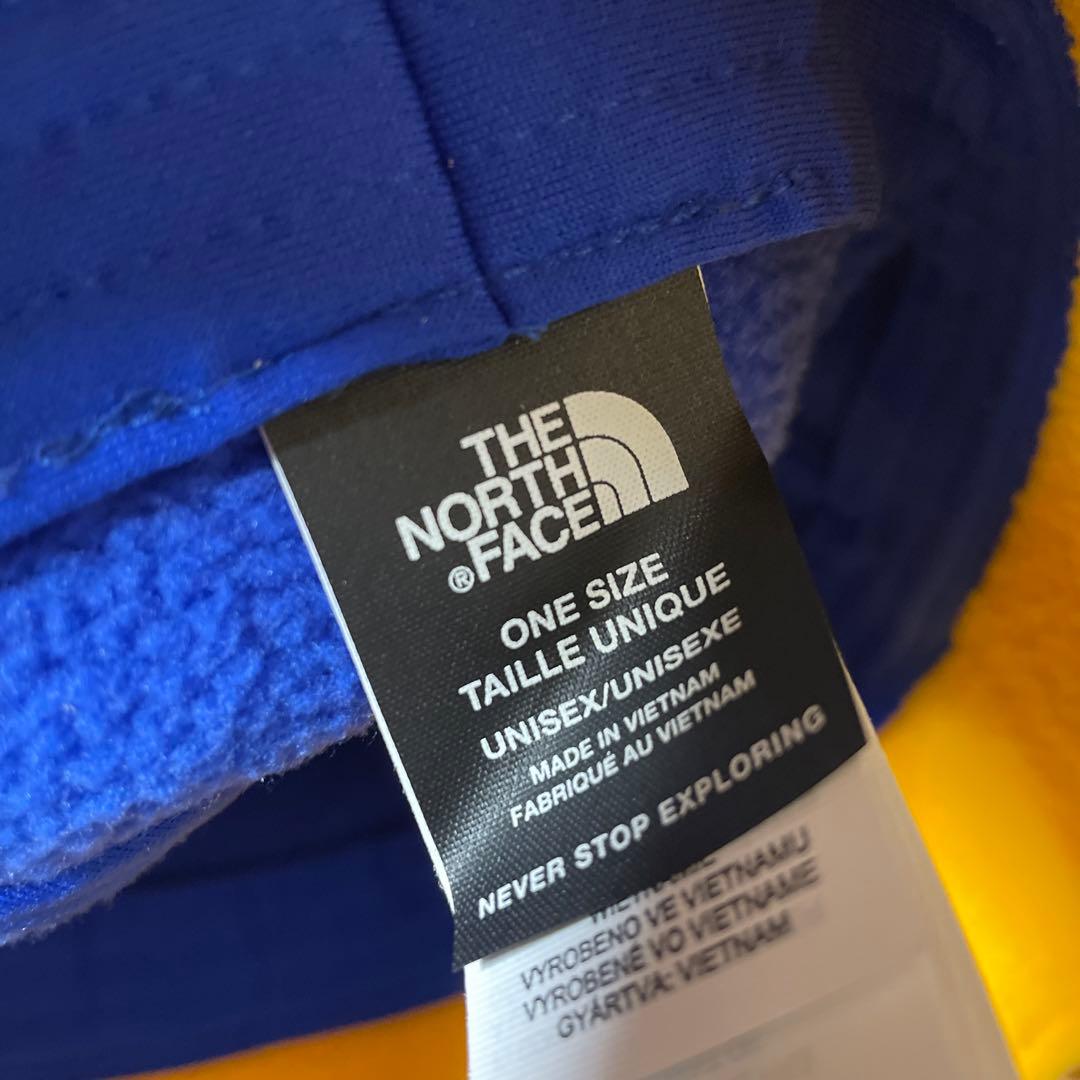 THE
NORTH
®FACE
ONE SIZE
TAILLE UNIQUE
UNISEX/UNISEXE
MADE IN VIETNAM
FABRIQUÉ AU VIETNAM
NEVER STOP EXPLORING
VYROBENO VE VIETNAMU
VYROBENÉ VO VIETNAME
GYÁRTVA: VIETNAM